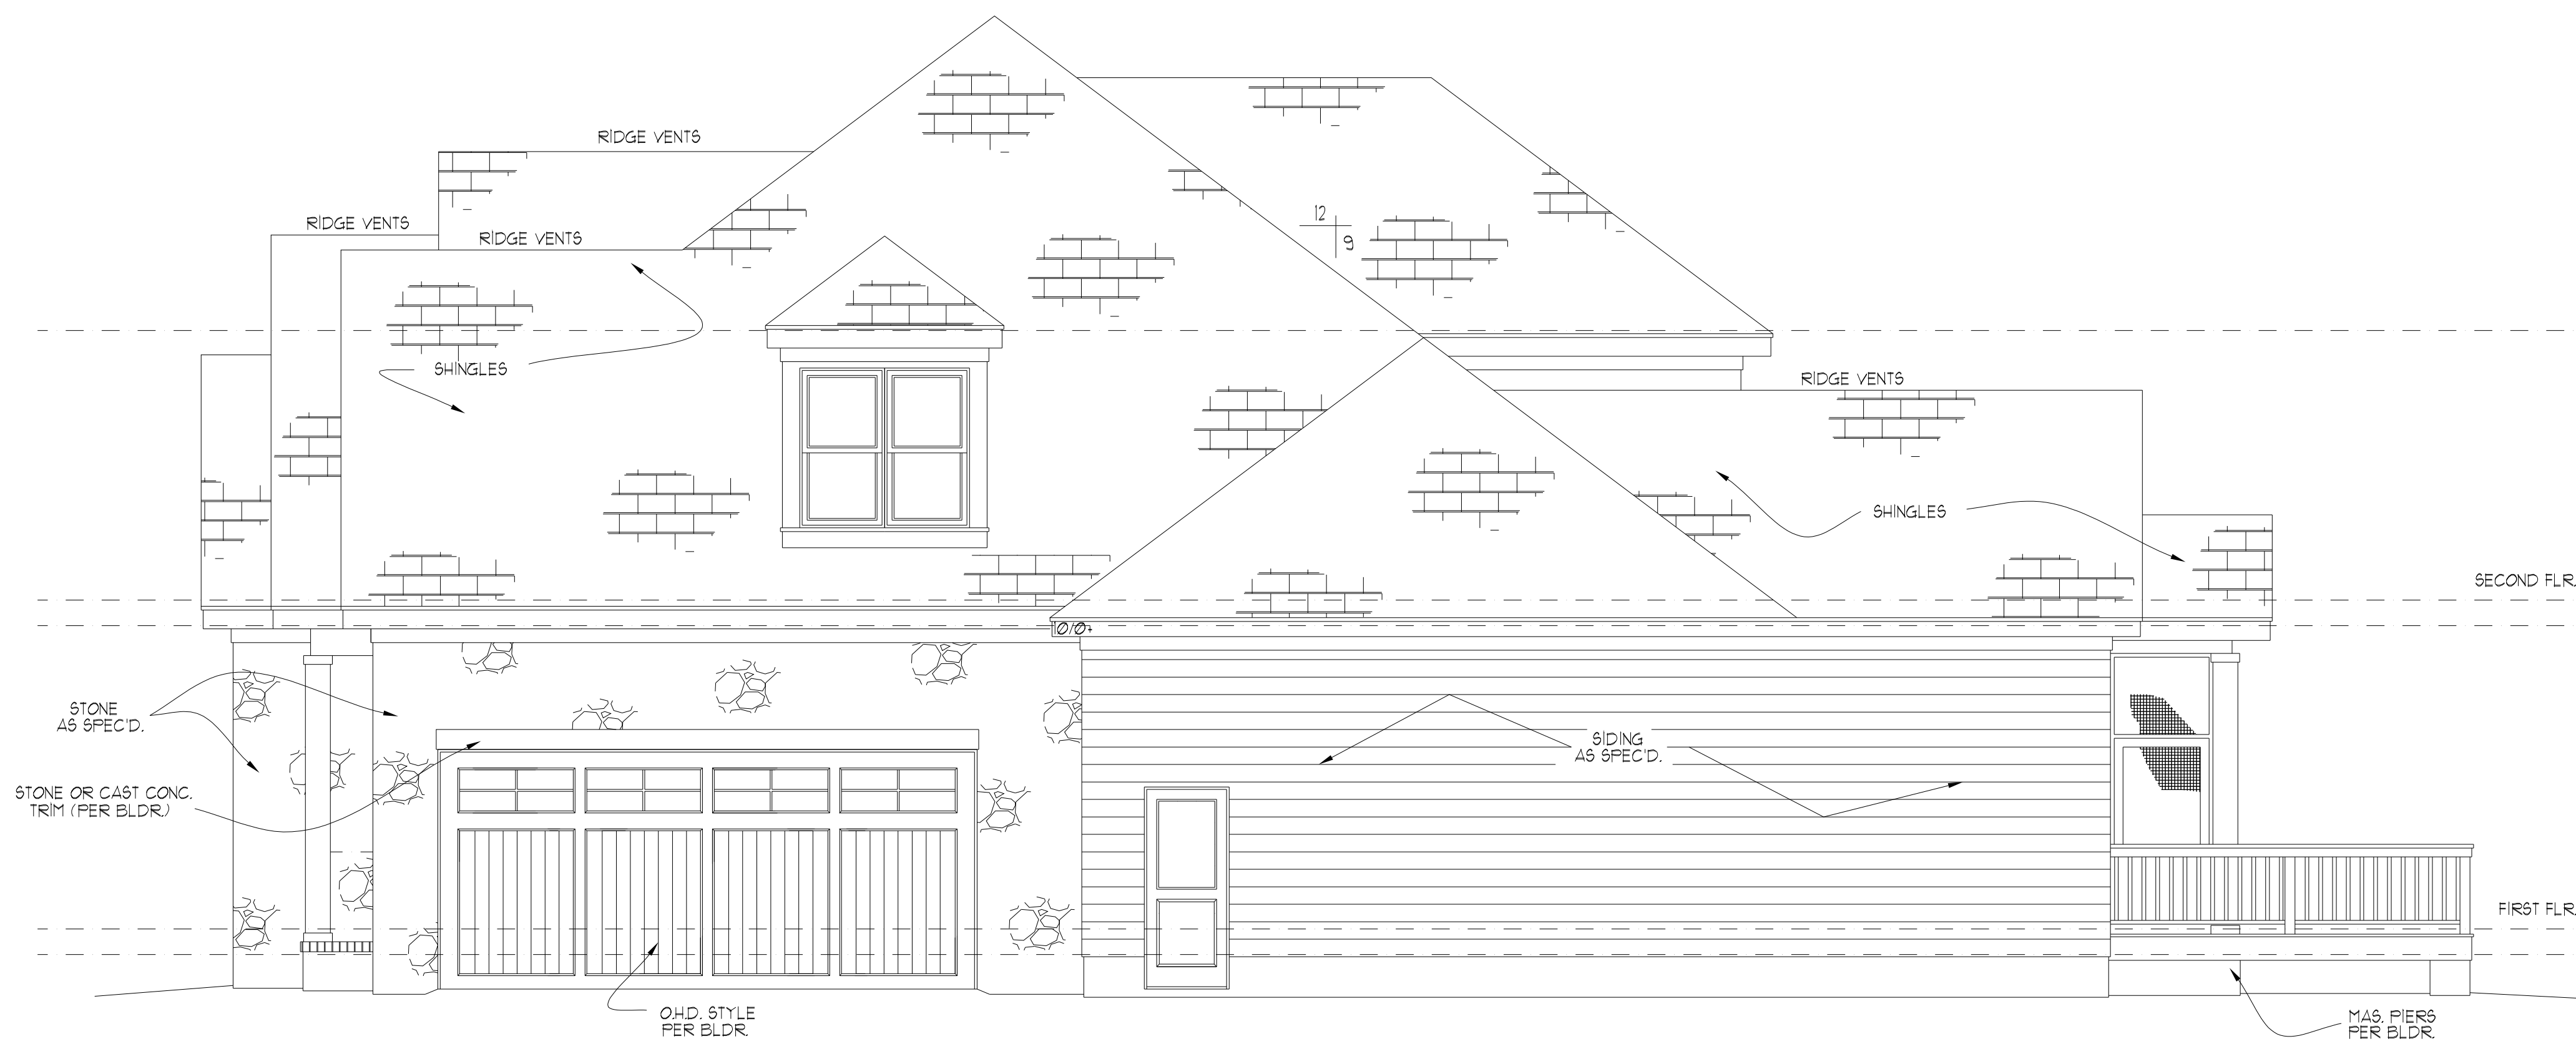 RIDGE VENTS
RIDGE VENTS
RIDGE VENTS
12
9
SHINGLES
RIDGE VENTS
SHINGLES
SECOND FLR.
10/0+
STONE
AS SPEC'D.
SIDING
AS SPEC'D.
STONE OR CAST CONC.
TRIM (PER BLDR.)
FIRST FLR.
O.H.D. STYLE
PER BLDR.
MAS. PIERS
PER BLDR.